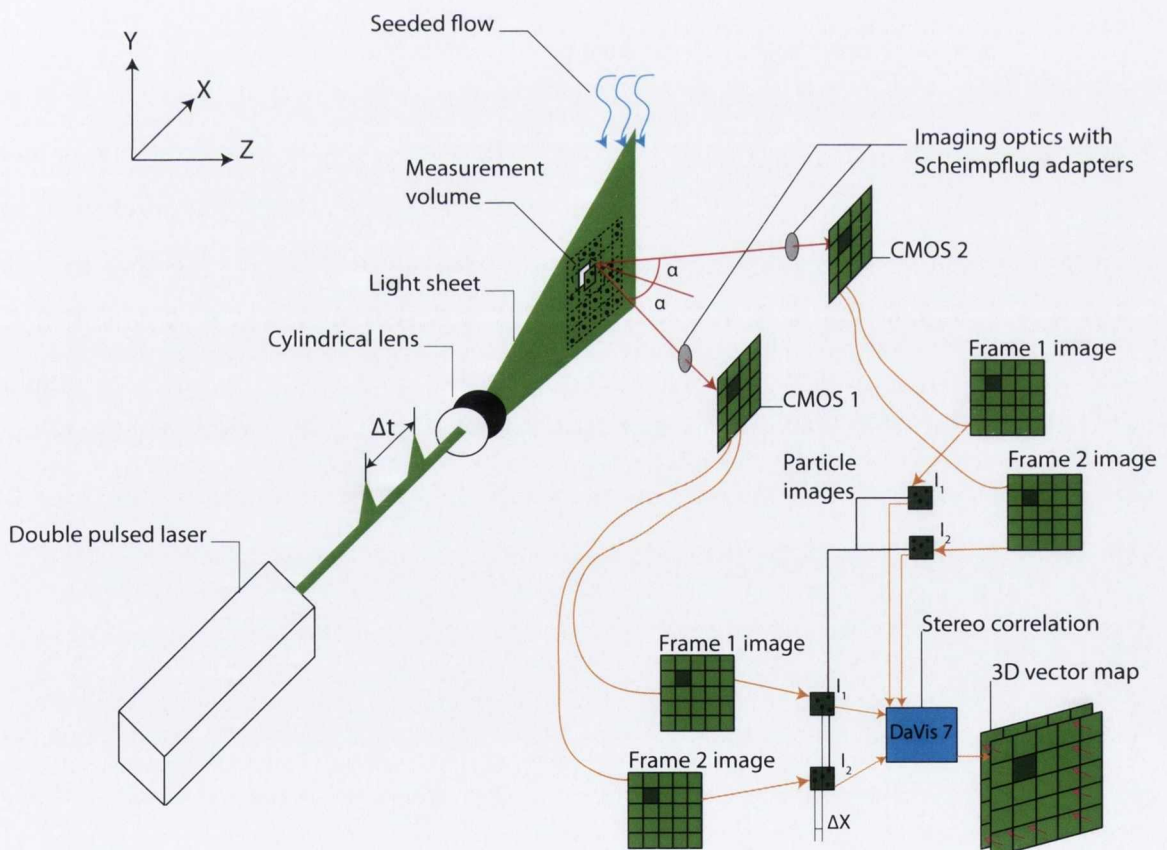 Seeded flow
Y
X
Z
Imaging optics with
Scheimpflug adapters
Measurement
volume
CMOS 2
α
Light sheet
α
Cylindrical lens
Frame 1 image
CMOS 1
Δt
Particle
images
Frame 2 image
I1
I2
Double pulsed laser
Stereo correlation
Frame 1 image
3D vector map
I1
DaVis 7
Frame 2 image
I2
ΔX